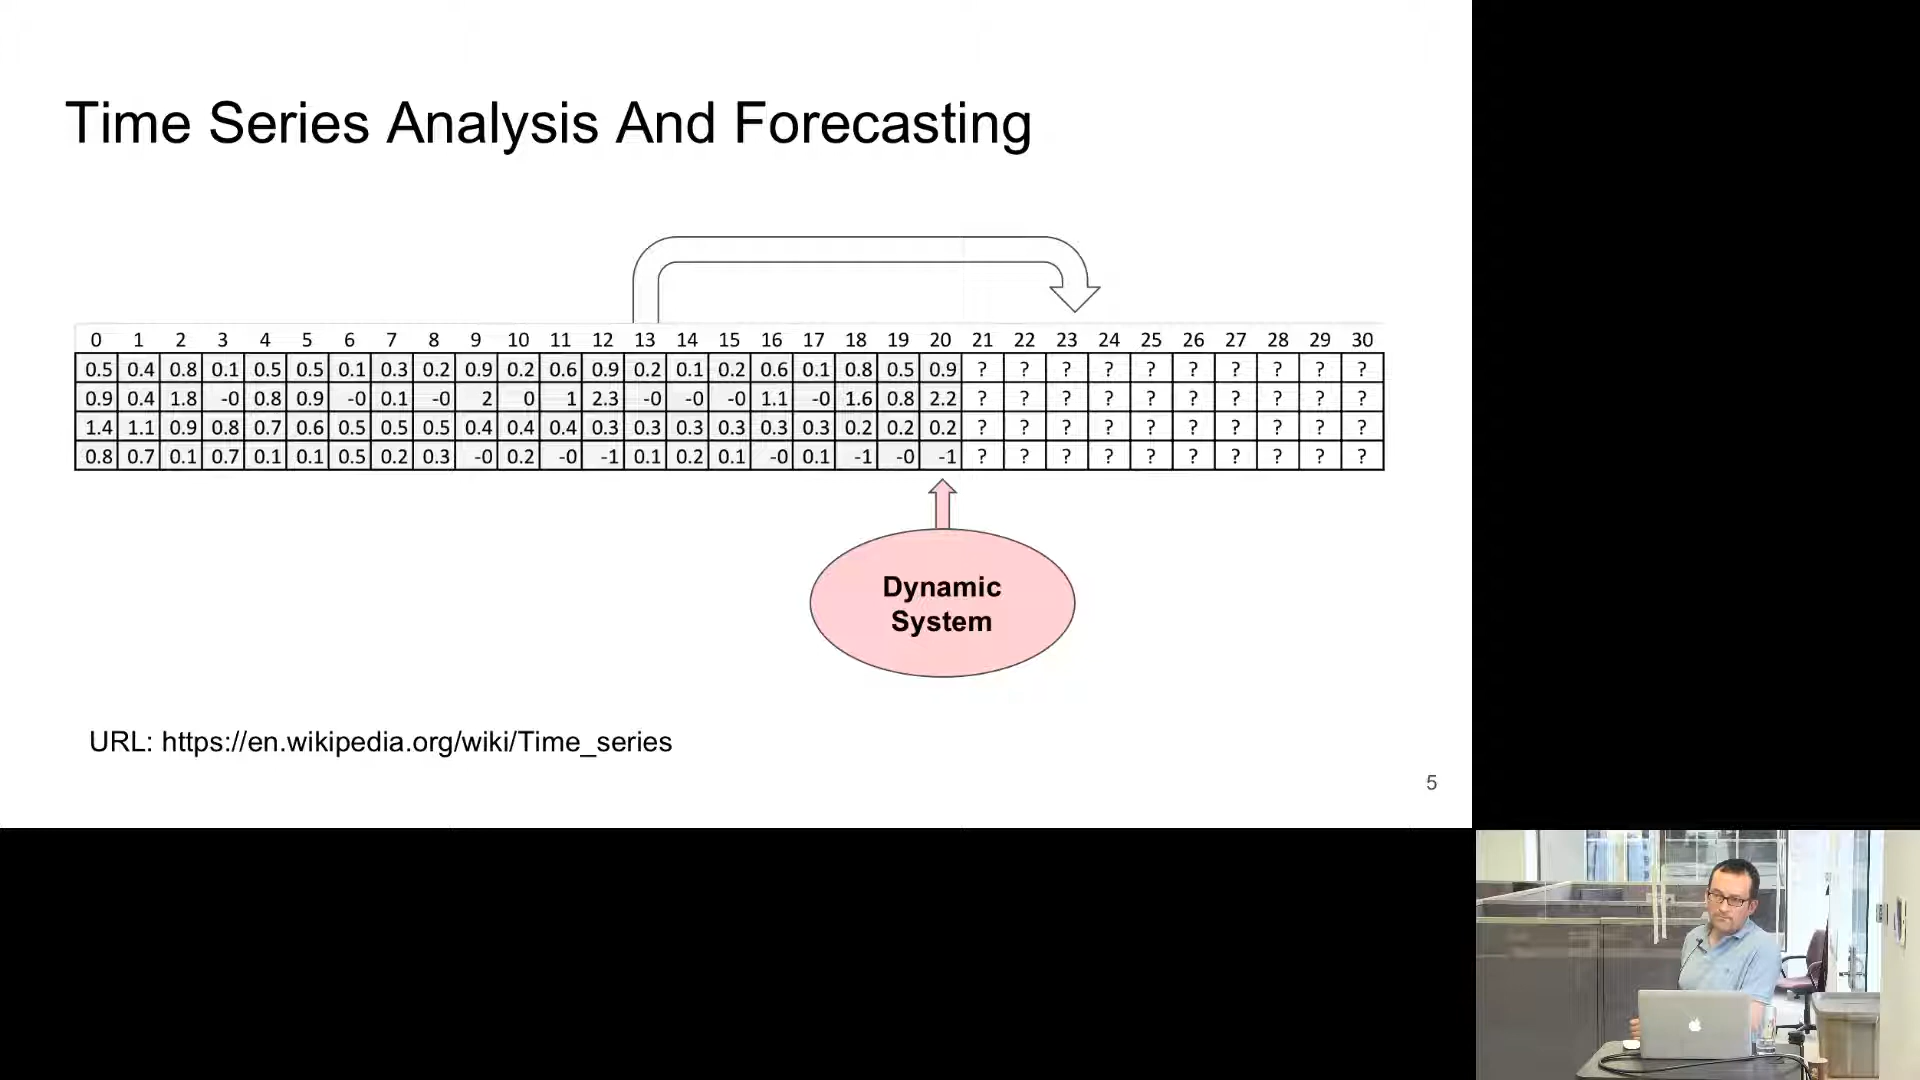 Time Series Analysis And Forecasting
0 1 2 3 4 5 6 7 8 9 10 11 12 13 14 15 16 17 18 19 20 21 22 23 24 25 26 27 28 29 30
0.5 0.4 0.8 0.1 0.5 0.5 0.1 0.3 0.2 0.9 0.2 0.6 0.9 0.2 0.1 0.2 0.6 0.1 0.8 0.5 0.9 ? ? ? ? ? ? ? ? ? ?
0.9 0.4 1.8 -0 0.8 0.9 -0 0.1 -0 2 0 1 2.3 -0 -0 -0 1.1 -0 1.6 0.8 2.2 ? ? ? ? ? ? ? ? ? ?
1.4 1.1 0.9 0.8 0.7 0.6 0.5 0.5 0.5 0.4 0.4 0.4 0.3 0.3 0.3 0.3 0.3 0.3 0.2 0.2 0.2 ? ? ? ? ? ? ? ? ? ?
0.8 0.7 0.1 0.7 0.1 0.1 0.5 0.2 0.3 -0 0.2 -0 -1 0.1 0.2 0.1 -0 0.1 -1 -0 -1 ? ? ? ? ? ? ? ? ? ?
Dynamic
System
URL: https://en.wikipedia.org/wiki/Time_series
5